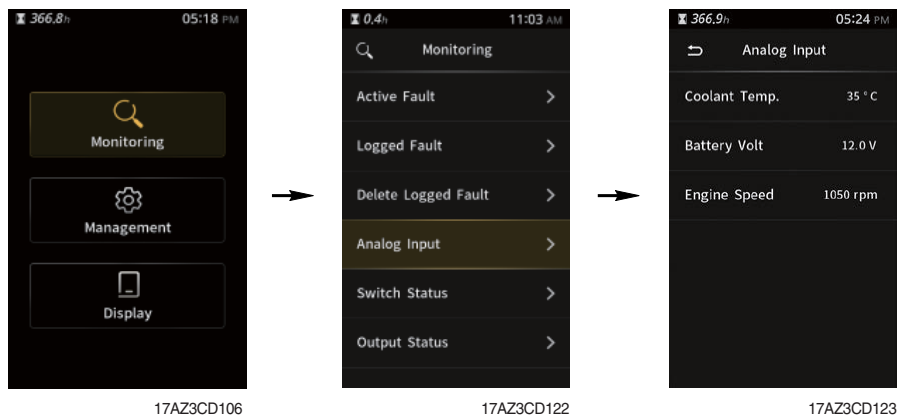 366.8h 05:18 PM
Monitoring
Management
Display
17AZ3CD106
0.4h 11:03 AM
Monitoring
Active Fault
Logged Fault
Delete Logged Fault
Analog Input
Switch Status
Output Status
17AZ3CD122
366.9h 05:24 PM
Analog Input
Coolant Temp. 35 °C
Battery Volt 12.0 V
Engine Speed 1050 rpm
17AZ3CD123